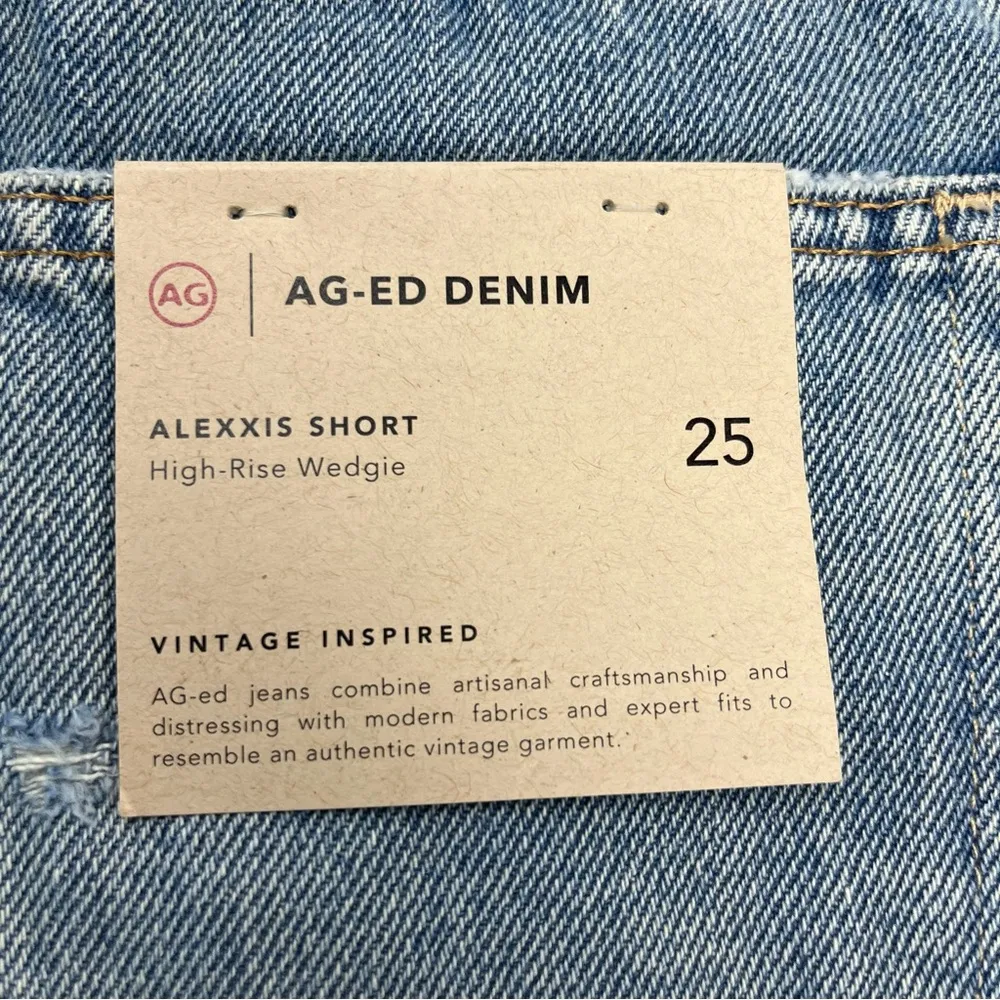 AG
AG-ED DENIM
ALEXXIS SHORT
High-Rise Wedgie
25
VINTAGE INSPIRED
AG-ed jeans combine artisanal craftsmanship and
distressing with modern fabrics and expert fits to
resemble an authentic vintage garment.